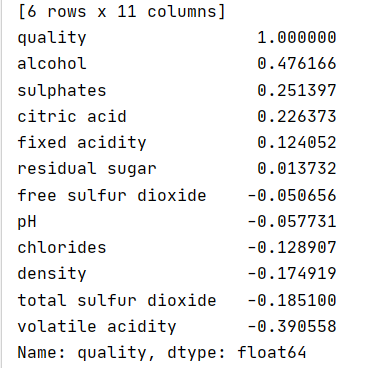 [6 rows x 11 columns]
quality                 1.000000
alcohol                 0.476166
sulphates               0.251397
citric acid             0.226373
fixed acidity           0.124052
residual sugar          0.013732
free sulfur dioxide    -0.050656
pH                     -0.057731
chlorides              -0.128907
density                -0.174919
total sulfur dioxide   -0.185100
volatile acidity       -0.390558
Name: quality, dtype: float64